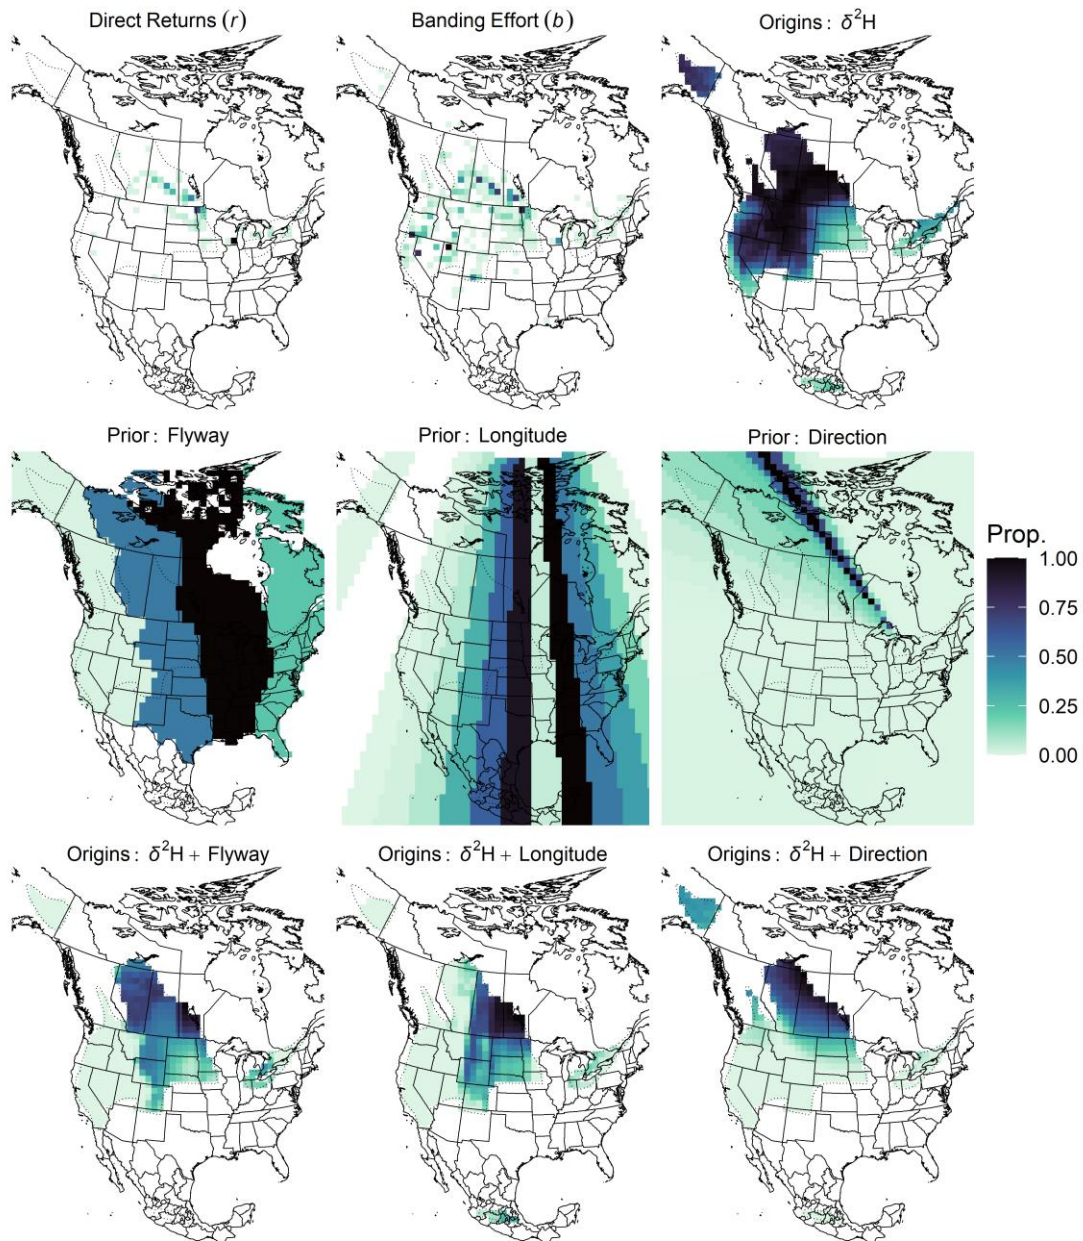 Direct Returns (r)
Banding Effort (b)
Origins: δ²H
Prior: Flyway
Prior: Longitude
Prior: Direction
Prop.
1.00
0.75
0.50
0.25
0.00
Origins: δ²H + Flyway
Origins: δ²H + Longitude
Origins: δ²H + Direction